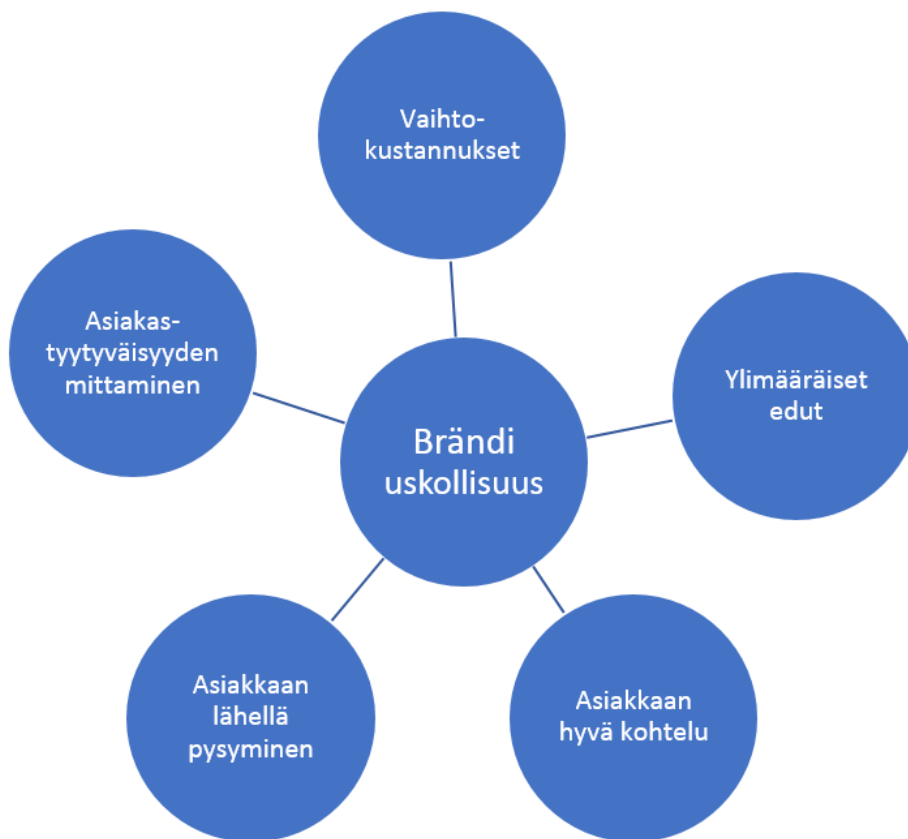 Vaihto-
kustannukset
Asiakas-
tyytyväisyyden
mittaminen
Ylimääräiset
edut
Brändi
uskollisuus
Asiakkaan
lähellä
pysyminen
Asiakkaan
hyvä kohtelu